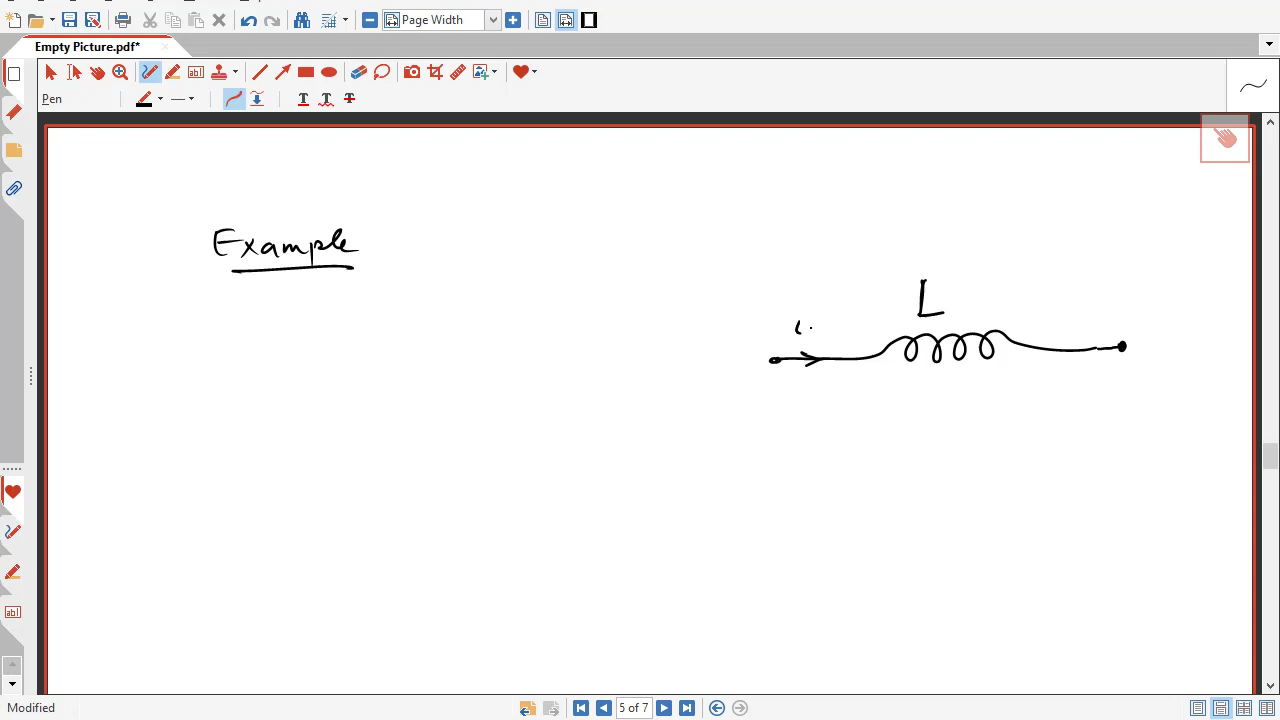 Page Width
Empty Picture.pdf*
Pen
Example
L
5 of 7
Modified